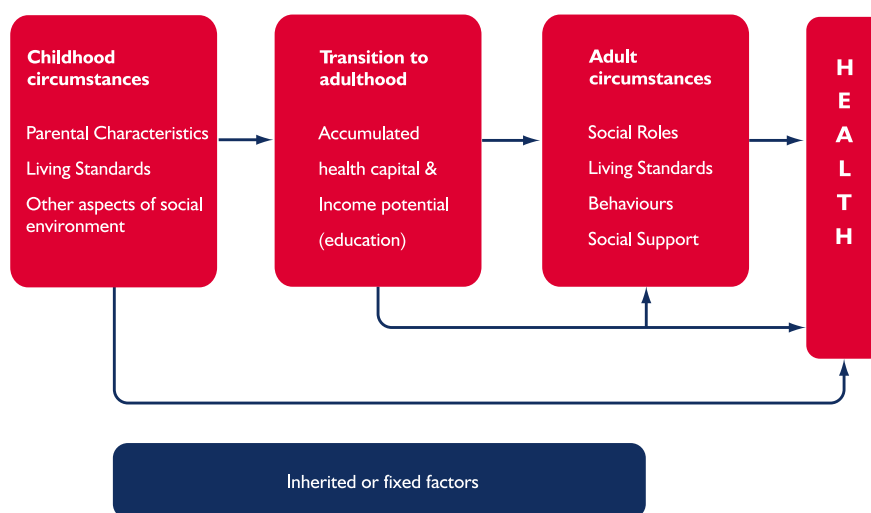 Childhood
circumstances
Parental Characteristics
Living Standards
Other aspects of social
environment
Transition to
adulthood
Accumulated
health capital &
Income potential
(education)
Adult
circumstances
Social Roles
Living Standards
Behaviours
Social Support
H
E
A
L
T
H
Inherited or fixed factors